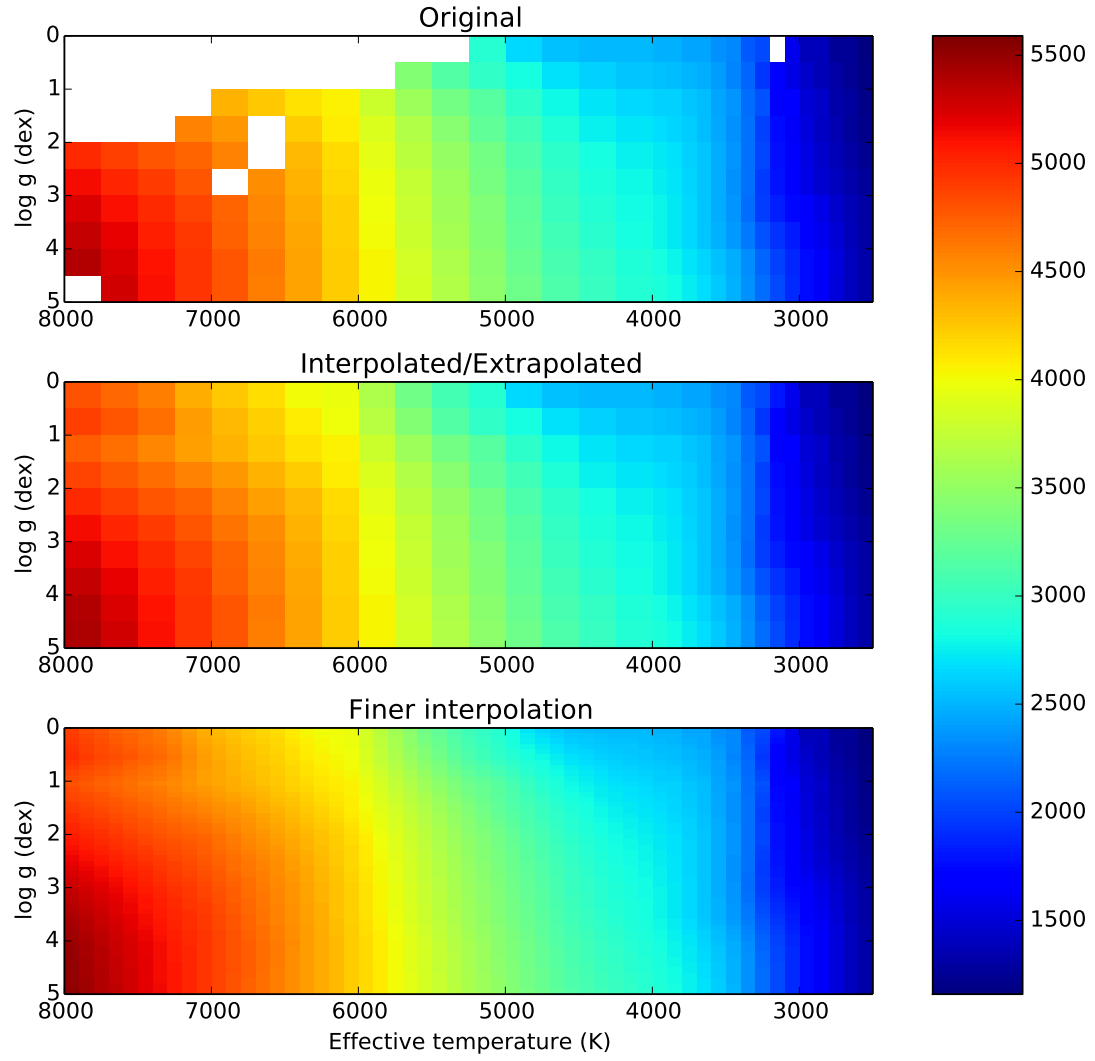 Original
0
1
2
3
4
5
log g (dex)
8000 7000 6000 5000 4000 3000
Interpolated/Extrapolated
0
1
2
3
4
5
log g (dex)
8000 7000 6000 5000 4000 3000
Finer interpolation
0
1
2
3
4
5
log g (dex)
8000 7000 6000 5000 4000 3000
Effective temperature (K)
5500
5000
4500
4000
3500
3000
2500
2000
1500